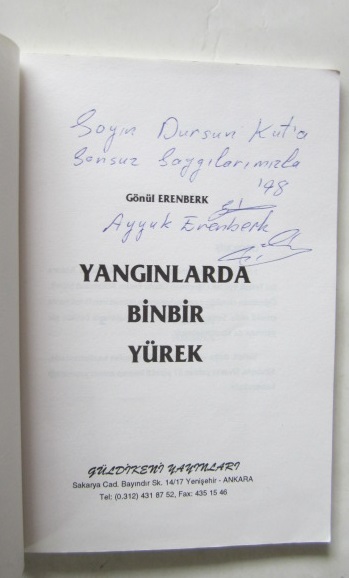 Sayın Dursun Kut'a
Sonsuz Saygılarımızla
'98
Gönül ERENBERK
Ayyuk Erenberk
YANGINLARDA
BİNBİR
YÜREK
GÜLDİKENİ YAYINLARI
Sakarya Cad. Bayındır Sk. 14/17 Yenişehir - ANKARA
Tel: (0.312) 431 87 52, Fax: 435 15 46